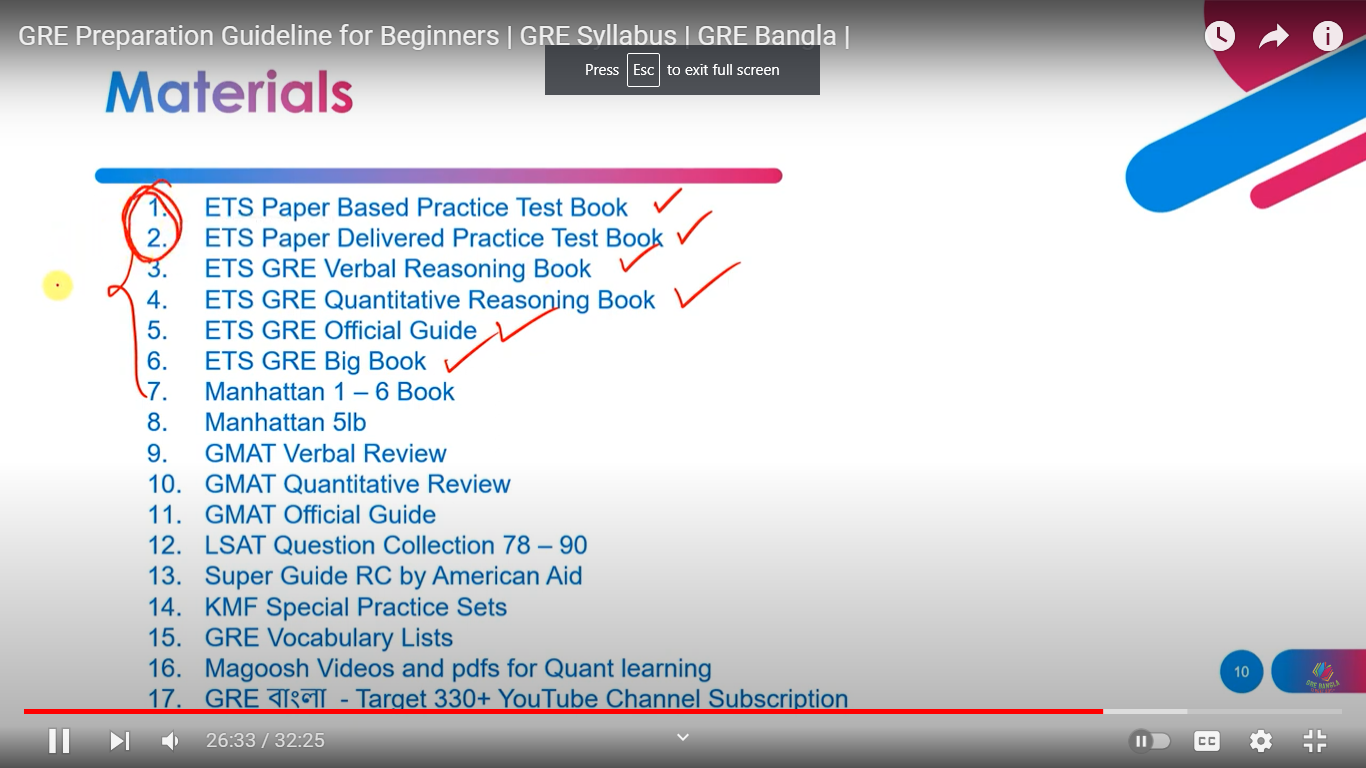 GRE Preparation Guideline for Beginners | GRE Syllabus | GRE Bangla |
Press Esc to exit full screen
Materials
1. ETS Paper Based Practice Test Book
2. ETS Paper Delivered Practice Test Book
3. ETS GRE Verbal Reasoning Book
4. ETS GRE Quantitative Reasoning Book
5. ETS GRE Official Guide
6. ETS GRE Big Book
7. Manhattan 1 – 6 Book
8. Manhattan 5lb
9. GMAT Verbal Review
10. GMAT Quantitative Review
11. GMAT Official Guide
12. LSAT Question Collection 78 – 90
13. Super Guide RC by American Aid
14. KMF Special Practice Sets
15. GRE Vocabulary Lists
16. Magoosh Videos and pdfs for Quant learning
10
GRE BANGLA
17. GRE বাংলা - Target 330+ YouTube Channel Subscription
26:33 / 32:25
CC